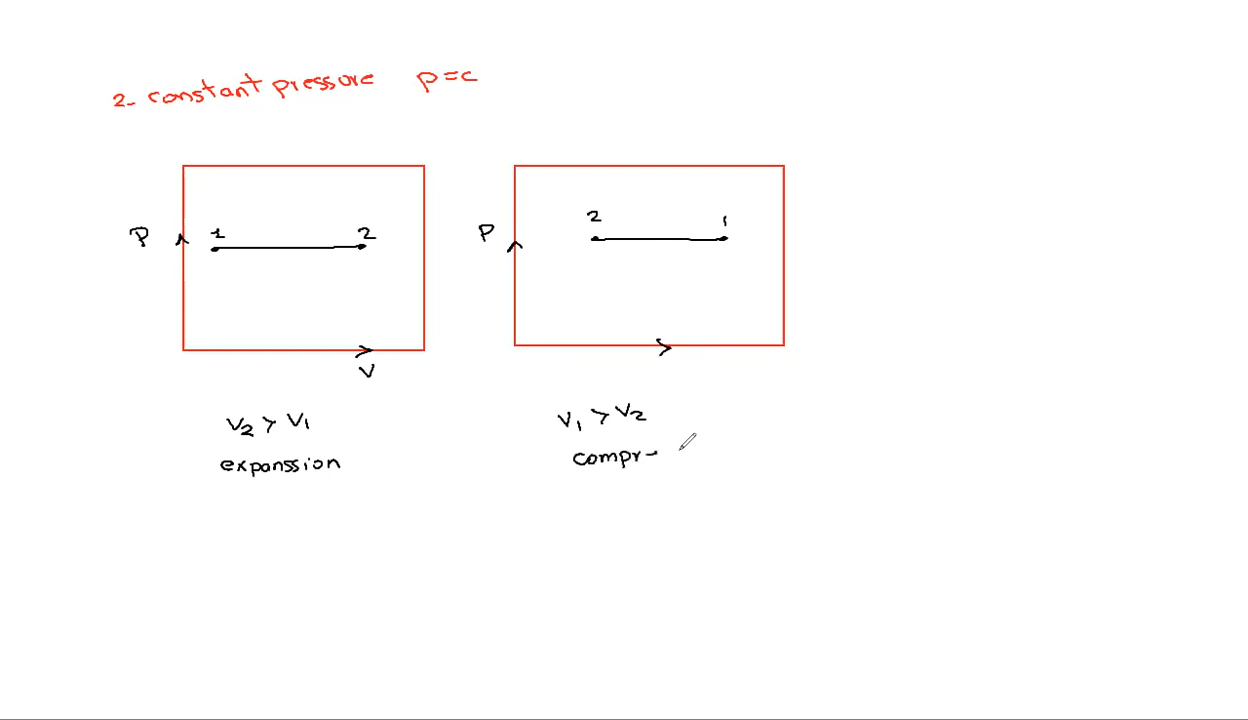 2- constant pressure P=c
P
1
2
V
V2 > V1
expanssion
P
2
1
V1 > V2
compr-